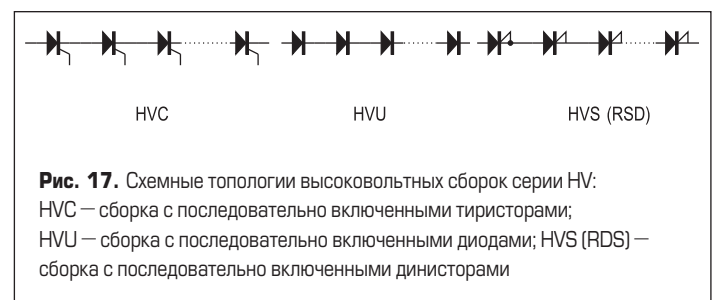 HVC HVU HVS (RSD)
Рис. 17. Схемные топологии высоковольтных сборок серии HV:
HVC — сборка с последовательно включенными тиристорами;
HVU — сборка с последовательно включенными диодами; HVS (RDS) —
сборка с последовательно включенными динисторами